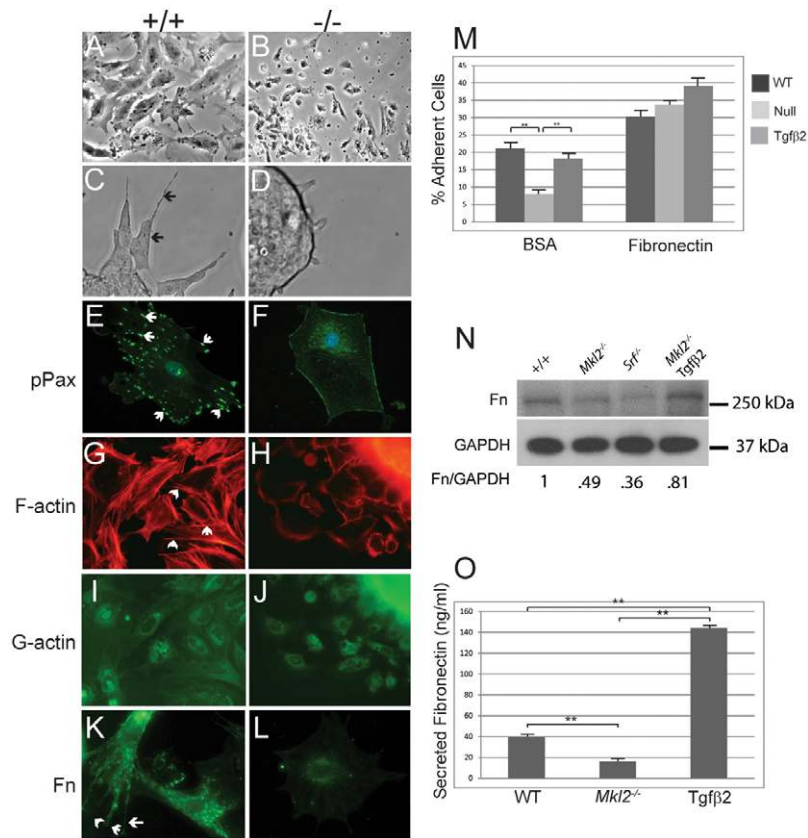 +/+ -/-
A B
C D
pPax E F
F-actin G H
G-actin I J
Fn K L
M
% Adherent Cells
45
40
35
30
25
20
15
10
5
0
** **
BSA Fibronectin
WT
Null
Tgfβ2
N
+/+ Mkl2-/- Srf-/- Mkl2-/- Tgfβ2
Fn 250 kDa
GAPDH 37 kDa
Fn/GAPDH 1 .49 .36 .81
O
Secreted Fibronectin (ng/ml)
160
140
120
100
80
60
40
20
0
**
**
**
WT Mkl2-/- Tgfβ2